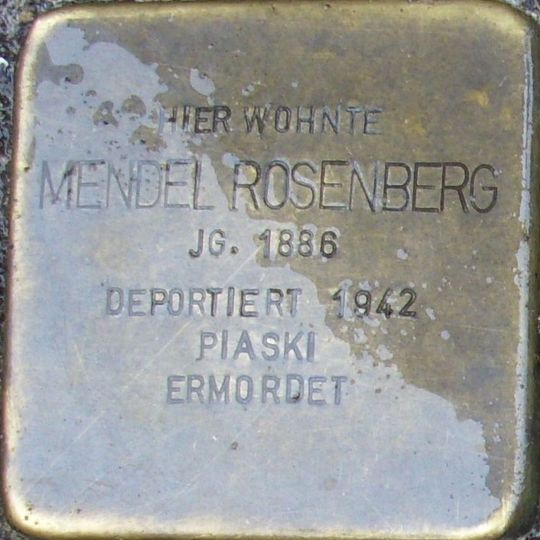 HIER WOHNTE
MENDEL ROSENBERG
JG. 1886
DEPORTIERT 1942
PIASKI
ERMORDET